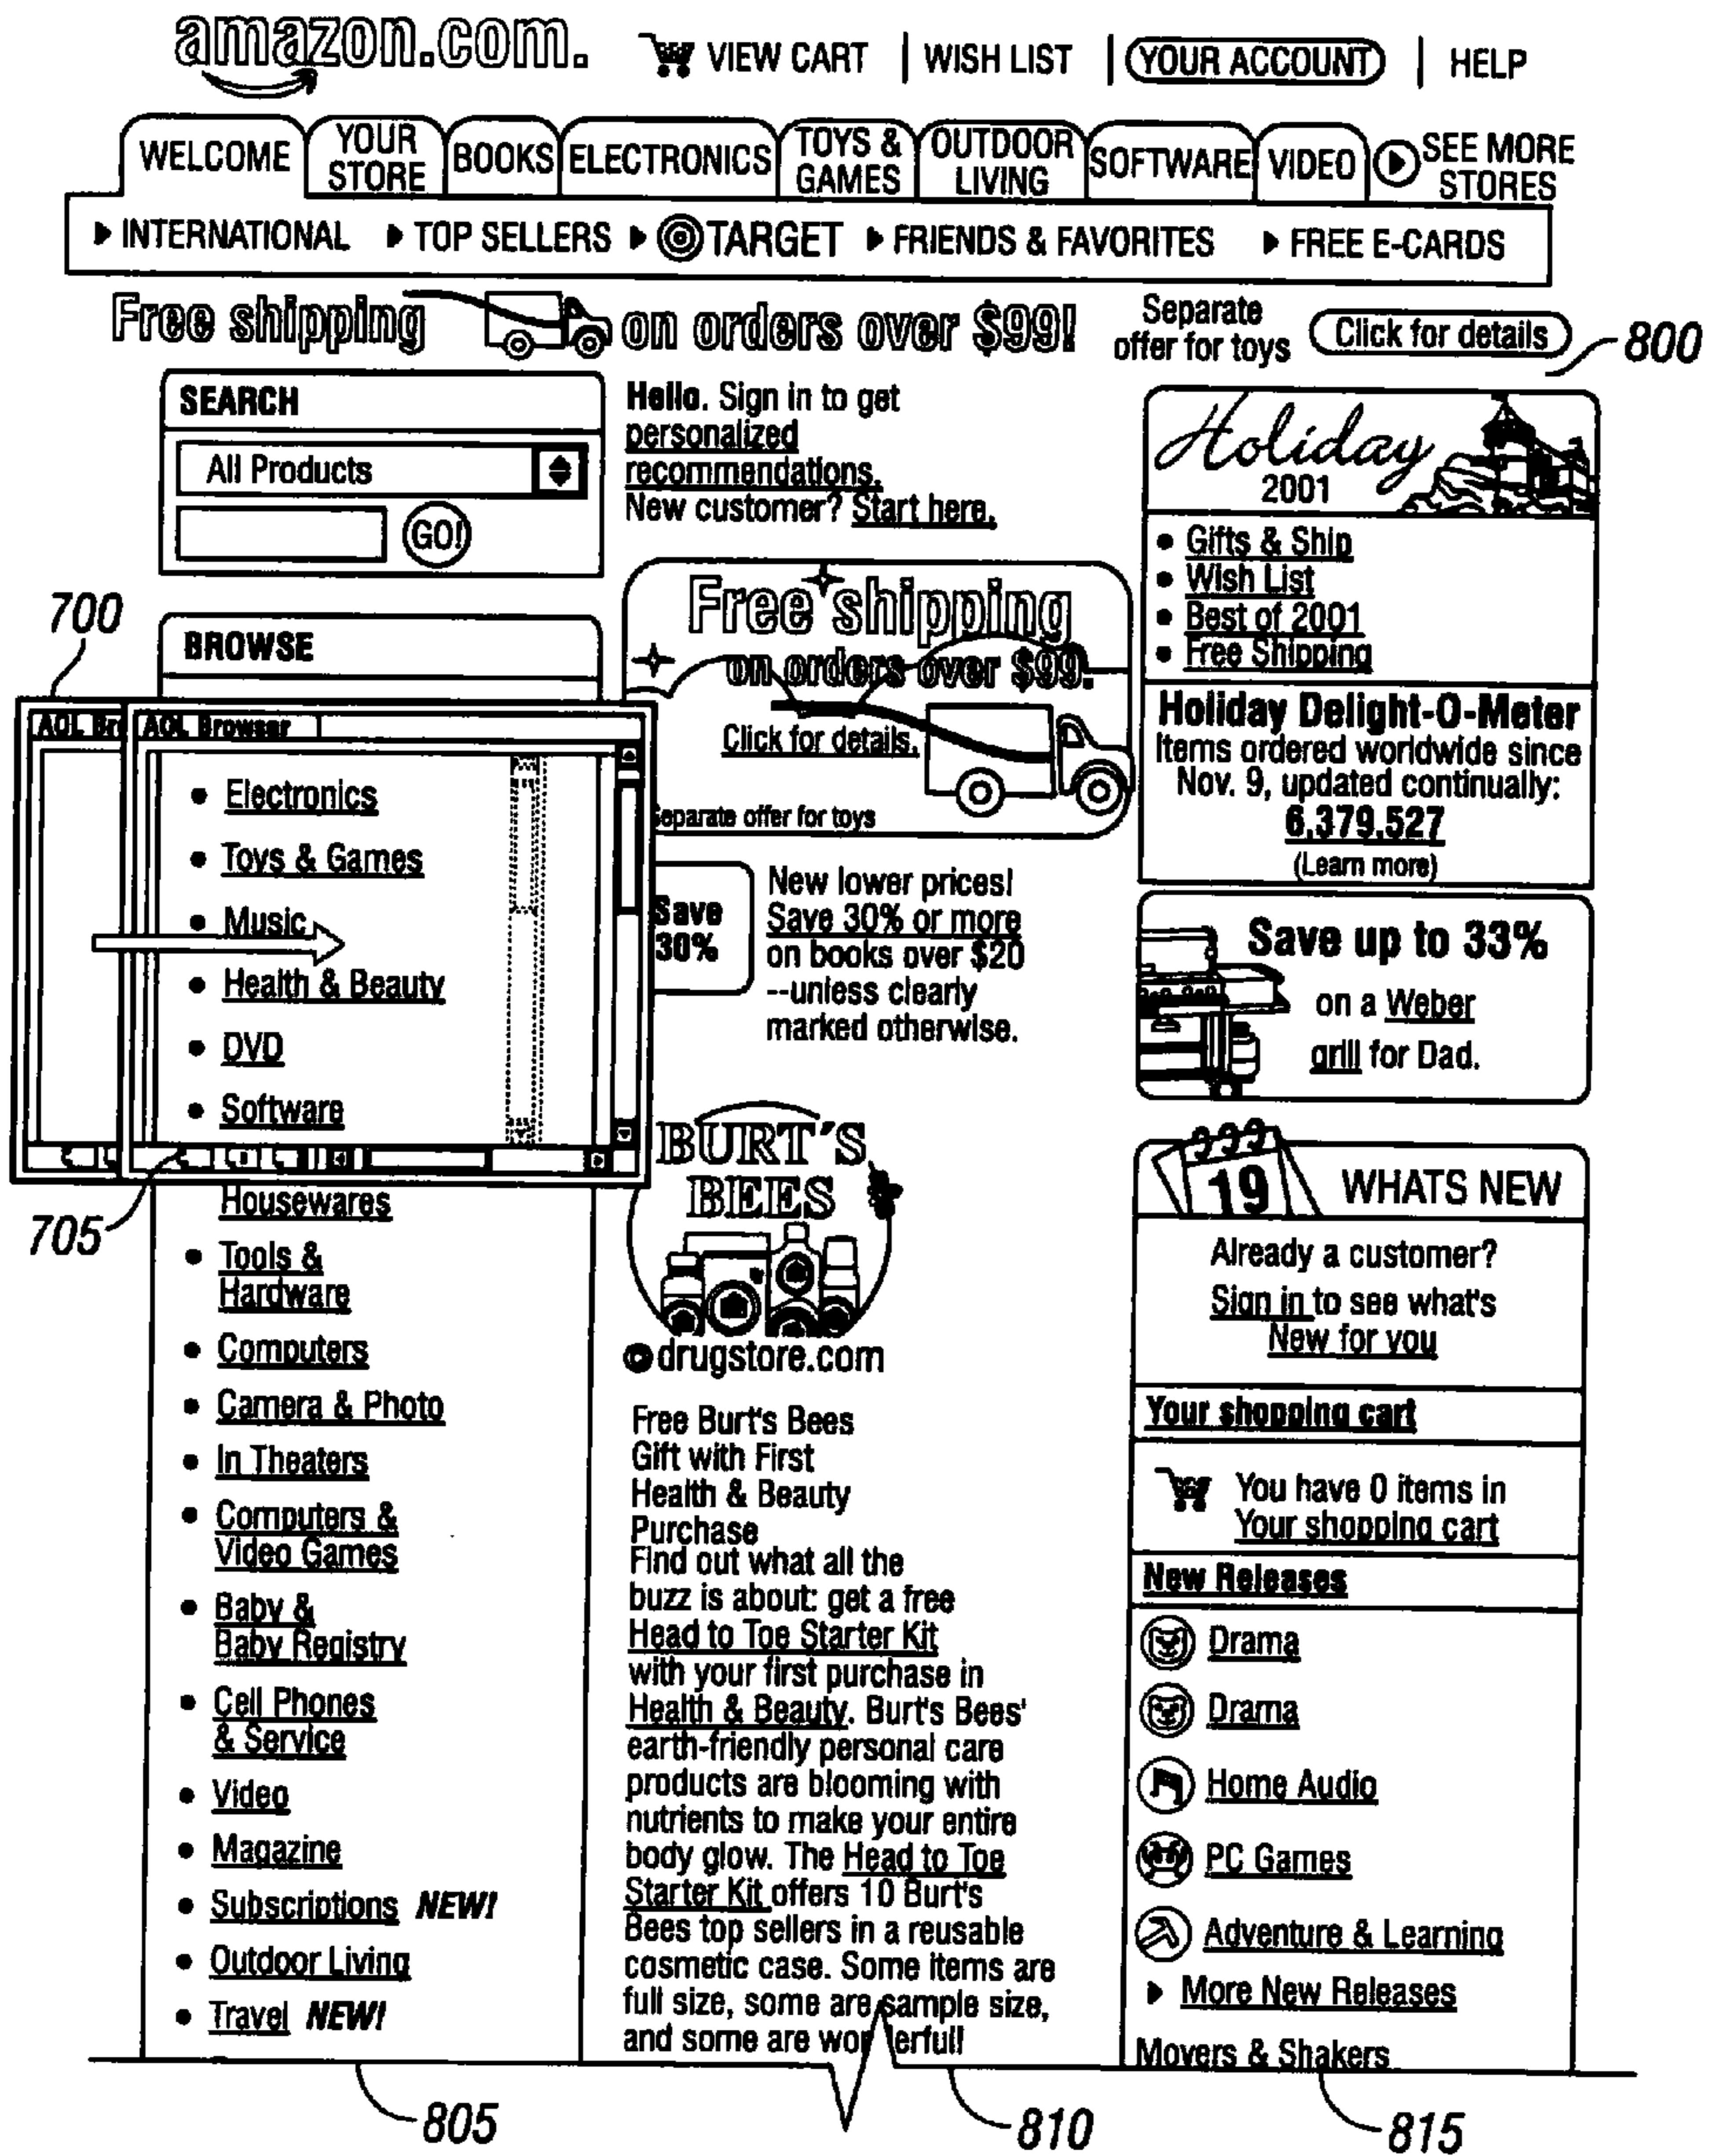 amazon.com.
VIEW CART | WISH LIST | YOUR ACCOUNT | HELP
WELCOME
YOUR
STORE
BOOKS
ELECTRONICS
TOYS &
GAMES
OUTDOOR
LIVING
SOFTWARE
VIDEO
SEE MORE
STORES
INTERNATIONAL
TOP SELLERS
TARGET
FRIENDS & FAVORITES
FREE E-CARDS
Free shipping on orders over $99!
Separate
offer for toys
Click for details
800
SEARCH
All Products
GO!
700
BROWSE
AOL Bro
AOL Browser
• Electronics
• Toys & Games
• Music
• Health & Beauty
• DVD
• Software
705
Housewares
• Tools &
Hardware
• Computers
• Camera & Photo
• In Theaters
• Computers &
Video Games
• Baby &
Baby Registry
• Cell Phones
& Service
• Video
• Magazine
• Subscriptions NEW!
• Outdoor Living
• Travel NEW!
805
Hello. Sign in to get
personalized
recommendations.
New customer? Start here.
Free shipping
on orders over $99.
Click for details.
Separate offer for toys
Save
30%
New lower prices!
Save 30% or more
on books over $20
--unless clearly
marked otherwise.
BURT'S
BEES
drugstore.com
Free Burt's Bees
Gift with First
Health & Beauty
Purchase
Find out what all the
buzz is about: get a free
Head to Toe Starter Kit
with your first purchase in
Health & Beauty. Burt's Bees'
earth-friendly personal care
products are blooming with
nutrients to make your entire
body glow. The Head to Toe
Starter Kit offers 10 Burt's
Bees top sellers in a reusable
cosmetic case. Some items are
full size, some are sample size,
and some are wonderful!
810
Holiday
2001
• Gifts & Ship
• Wish List
• Best of 2001
• Free Shipping
Holiday Delight-O-Meter
Items ordered worldwide since
Nov. 9, updated continually:
6,379,527
(Learn more)
Save up to 33%
on a Weber
grill for Dad.
19
WHATS NEW
Already a customer?
Sign in to see what's
New for you
Your shopping cart
You have 0 items in
Your shopping cart
New Releases
Drama
Drama
Home Audio
PC Games
Adventure & Learning
More New Releases
Movers & Shakers
815